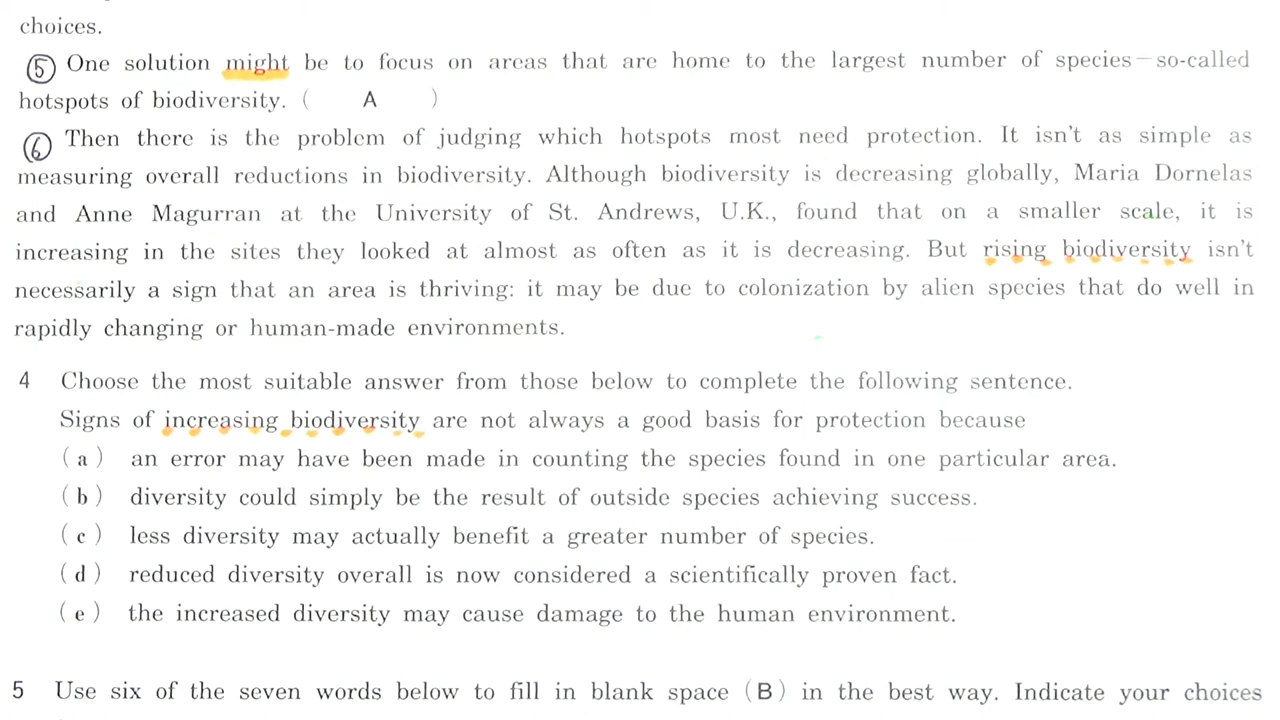 choices.
⑤ One solution might be to focus on areas that are home to the largest number of species—so-called
hotspots of biodiversity. ( A )
⑥ Then there is the problem of judging which hotspots most need protection. It isn't as simple as
measuring overall reductions in biodiversity. Although biodiversity is decreasing globally, Maria Dornelas
and Anne Magurran at the University of St. Andrews, U.K., found that on a smaller scale, it is
increasing in the sites they looked at almost as often as it is decreasing. But rising biodiversity isn't
necessarily a sign that an area is thriving: it may be due to colonization by alien species that do well in
rapidly changing or human-made environments.
4 Choose the most suitable answer from those below to complete the following sentence.
Signs of increasing biodiversity are not always a good basis for protection because
( a ) an error may have been made in counting the species found in one particular area.
( b ) diversity could simply be the result of outside species achieving success.
( c ) less diversity may actually benefit a greater number of species.
( d ) reduced diversity overall is now considered a scientifically proven fact.
( e ) the increased diversity may cause damage to the human environment.
5 Use six of the seven words below to fill in blank space ( B ) in the best way. Indicate your choices